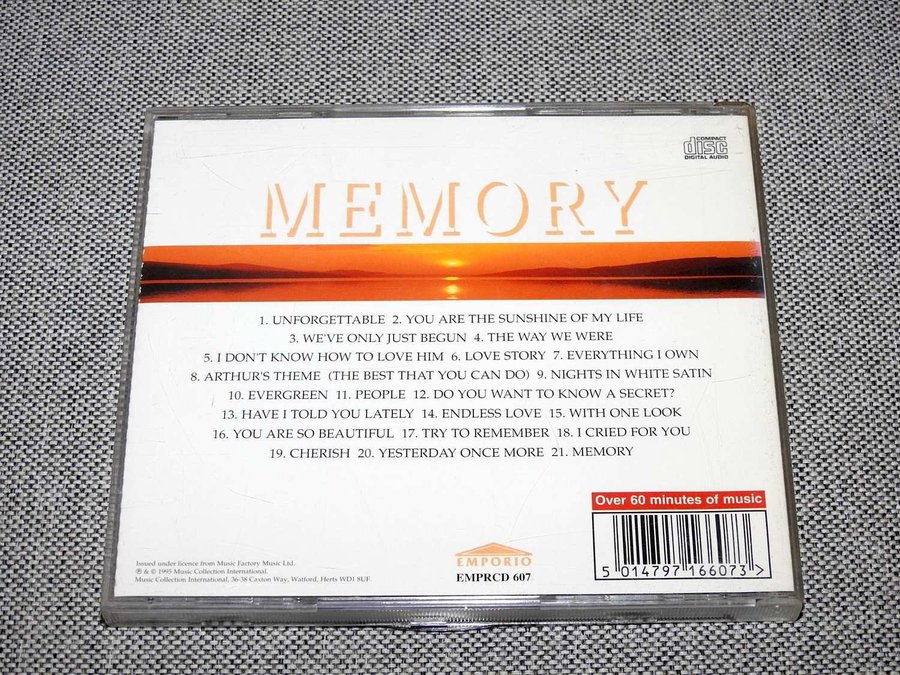 COMPACT
disc
DIGITAL AUDIO
MEMORY
1. UNFORGETTABLE 2. YOU ARE THE SUNSHINE OF MY LIFE
3. WE'VE ONLY JUST BEGUN 4. THE WAY WE WERE
5. I DON'T KNOW HOW TO LOVE HIM 6. LOVE STORY 7. EVERYTHING I OWN
8. ARTHUR'S THEME (THE BEST THAT YOU CAN DO) 9. NIGHTS IN WHITE SATIN
10. EVERGREEN 11. PEOPLE 12. DO YOU WANT TO KNOW A SECRET?
13. HAVE I TOLD YOU LATELY 14. ENDLESS LOVE 15. WITH ONE LOOK
16. YOU ARE SO BEAUTIFUL 17. TRY TO REMEMBER 18. I CRIED FOR YOU
19. CHERISH 20. YESTERDAY ONCE MORE 21. MEMORY
Over 60 minutes of music
5 014797 166073 >
Issued under licence from Music Factory Music Ltd.
℗ & © 1995 Music Collection International.
Music Collection International, 36-38 Caxton Way, Watford, Herts WD1 8UF.
EMPORIO
EMPRCD 607